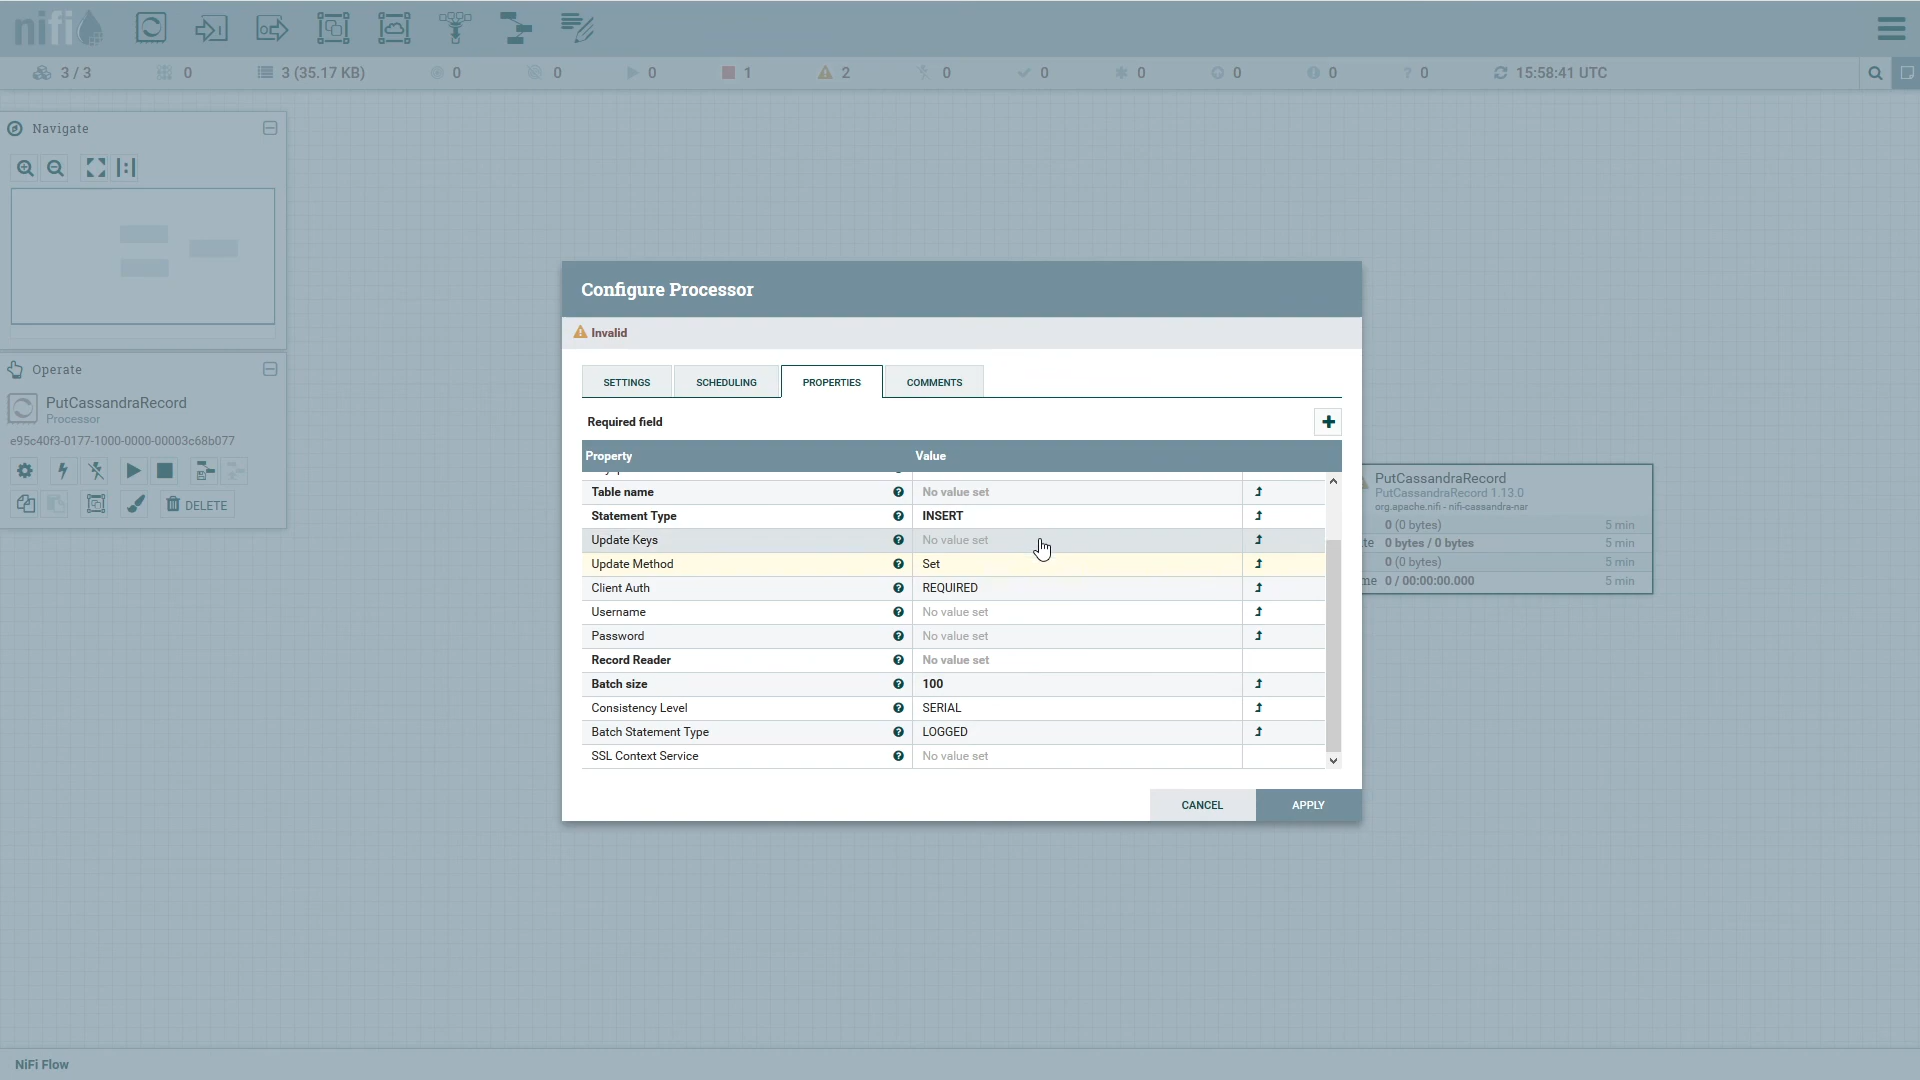 nifi
3 / 3
0
3 (35.17 KB)
0
0
0
1
2
0
0
0
0
0
? 0
15:58:41 UTC
Navigate
Operate
PutCassandraRecord
Processor
e95c40f3-0177-1000-0000-00003c68b077
DELETE
Configure Processor
Invalid
SETTINGS
SCHEDULING
PROPERTIES
COMMENTS
Required field
Property
Value
Table name
No value set
Statement Type
INSERT
Update Keys
No value set
Update Method
Set
Client Auth
REQUIRED
Username
No value set
Password
No value set
Record Reader
No value set
Batch size
100
Consistency Level
SERIAL
Batch Statement Type
LOGGED
SSL Context Service
No value set
CANCEL
APPLY
PutCassandraRecord
PutCassandraRecord 1.13.0
org.apache.nifi - nifi-cassandra-nar
0 (0 bytes)
5 min
0 bytes / 0 bytes
5 min
0 (0 bytes)
5 min
0 / 00:00:00.000
5 min
NiFi Flow